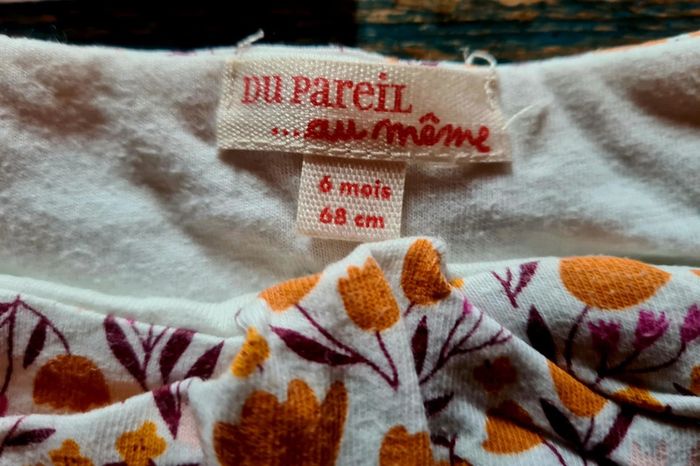 DU PAREIL
...au même
6 mois
68 cm